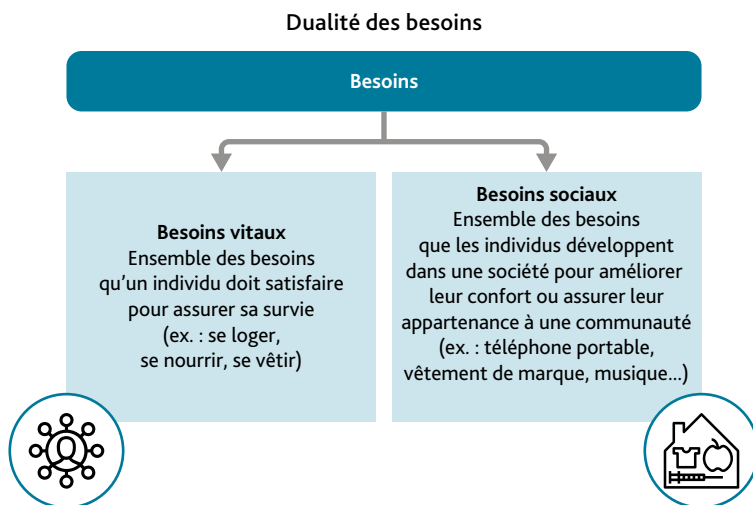 Dualité des besoins
Besoins
Besoins vitaux
Ensemble des besoins
qu'un individu doit satisfaire
pour assurer sa survie
(ex. : se loger,
se nourrir, se vêtir)
Besoins sociaux
Ensemble des besoins
que les individus développent
dans une société pour améliorer
leur confort ou assurer leur
appartenance à une communauté
(ex. : téléphone portable,
vêtement de marque, musique...)